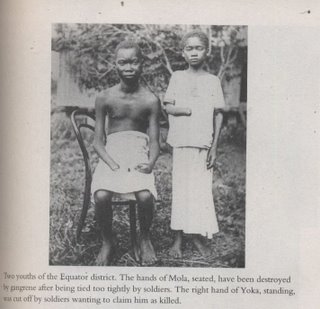 Two youths of the Equator district. The hands of Mola, seated, have been destroyed
by gangrene after being tied too tightly by soldiers. The right hand of Yoka, standing,
was cut off by soldiers wanting to claim him as killed.